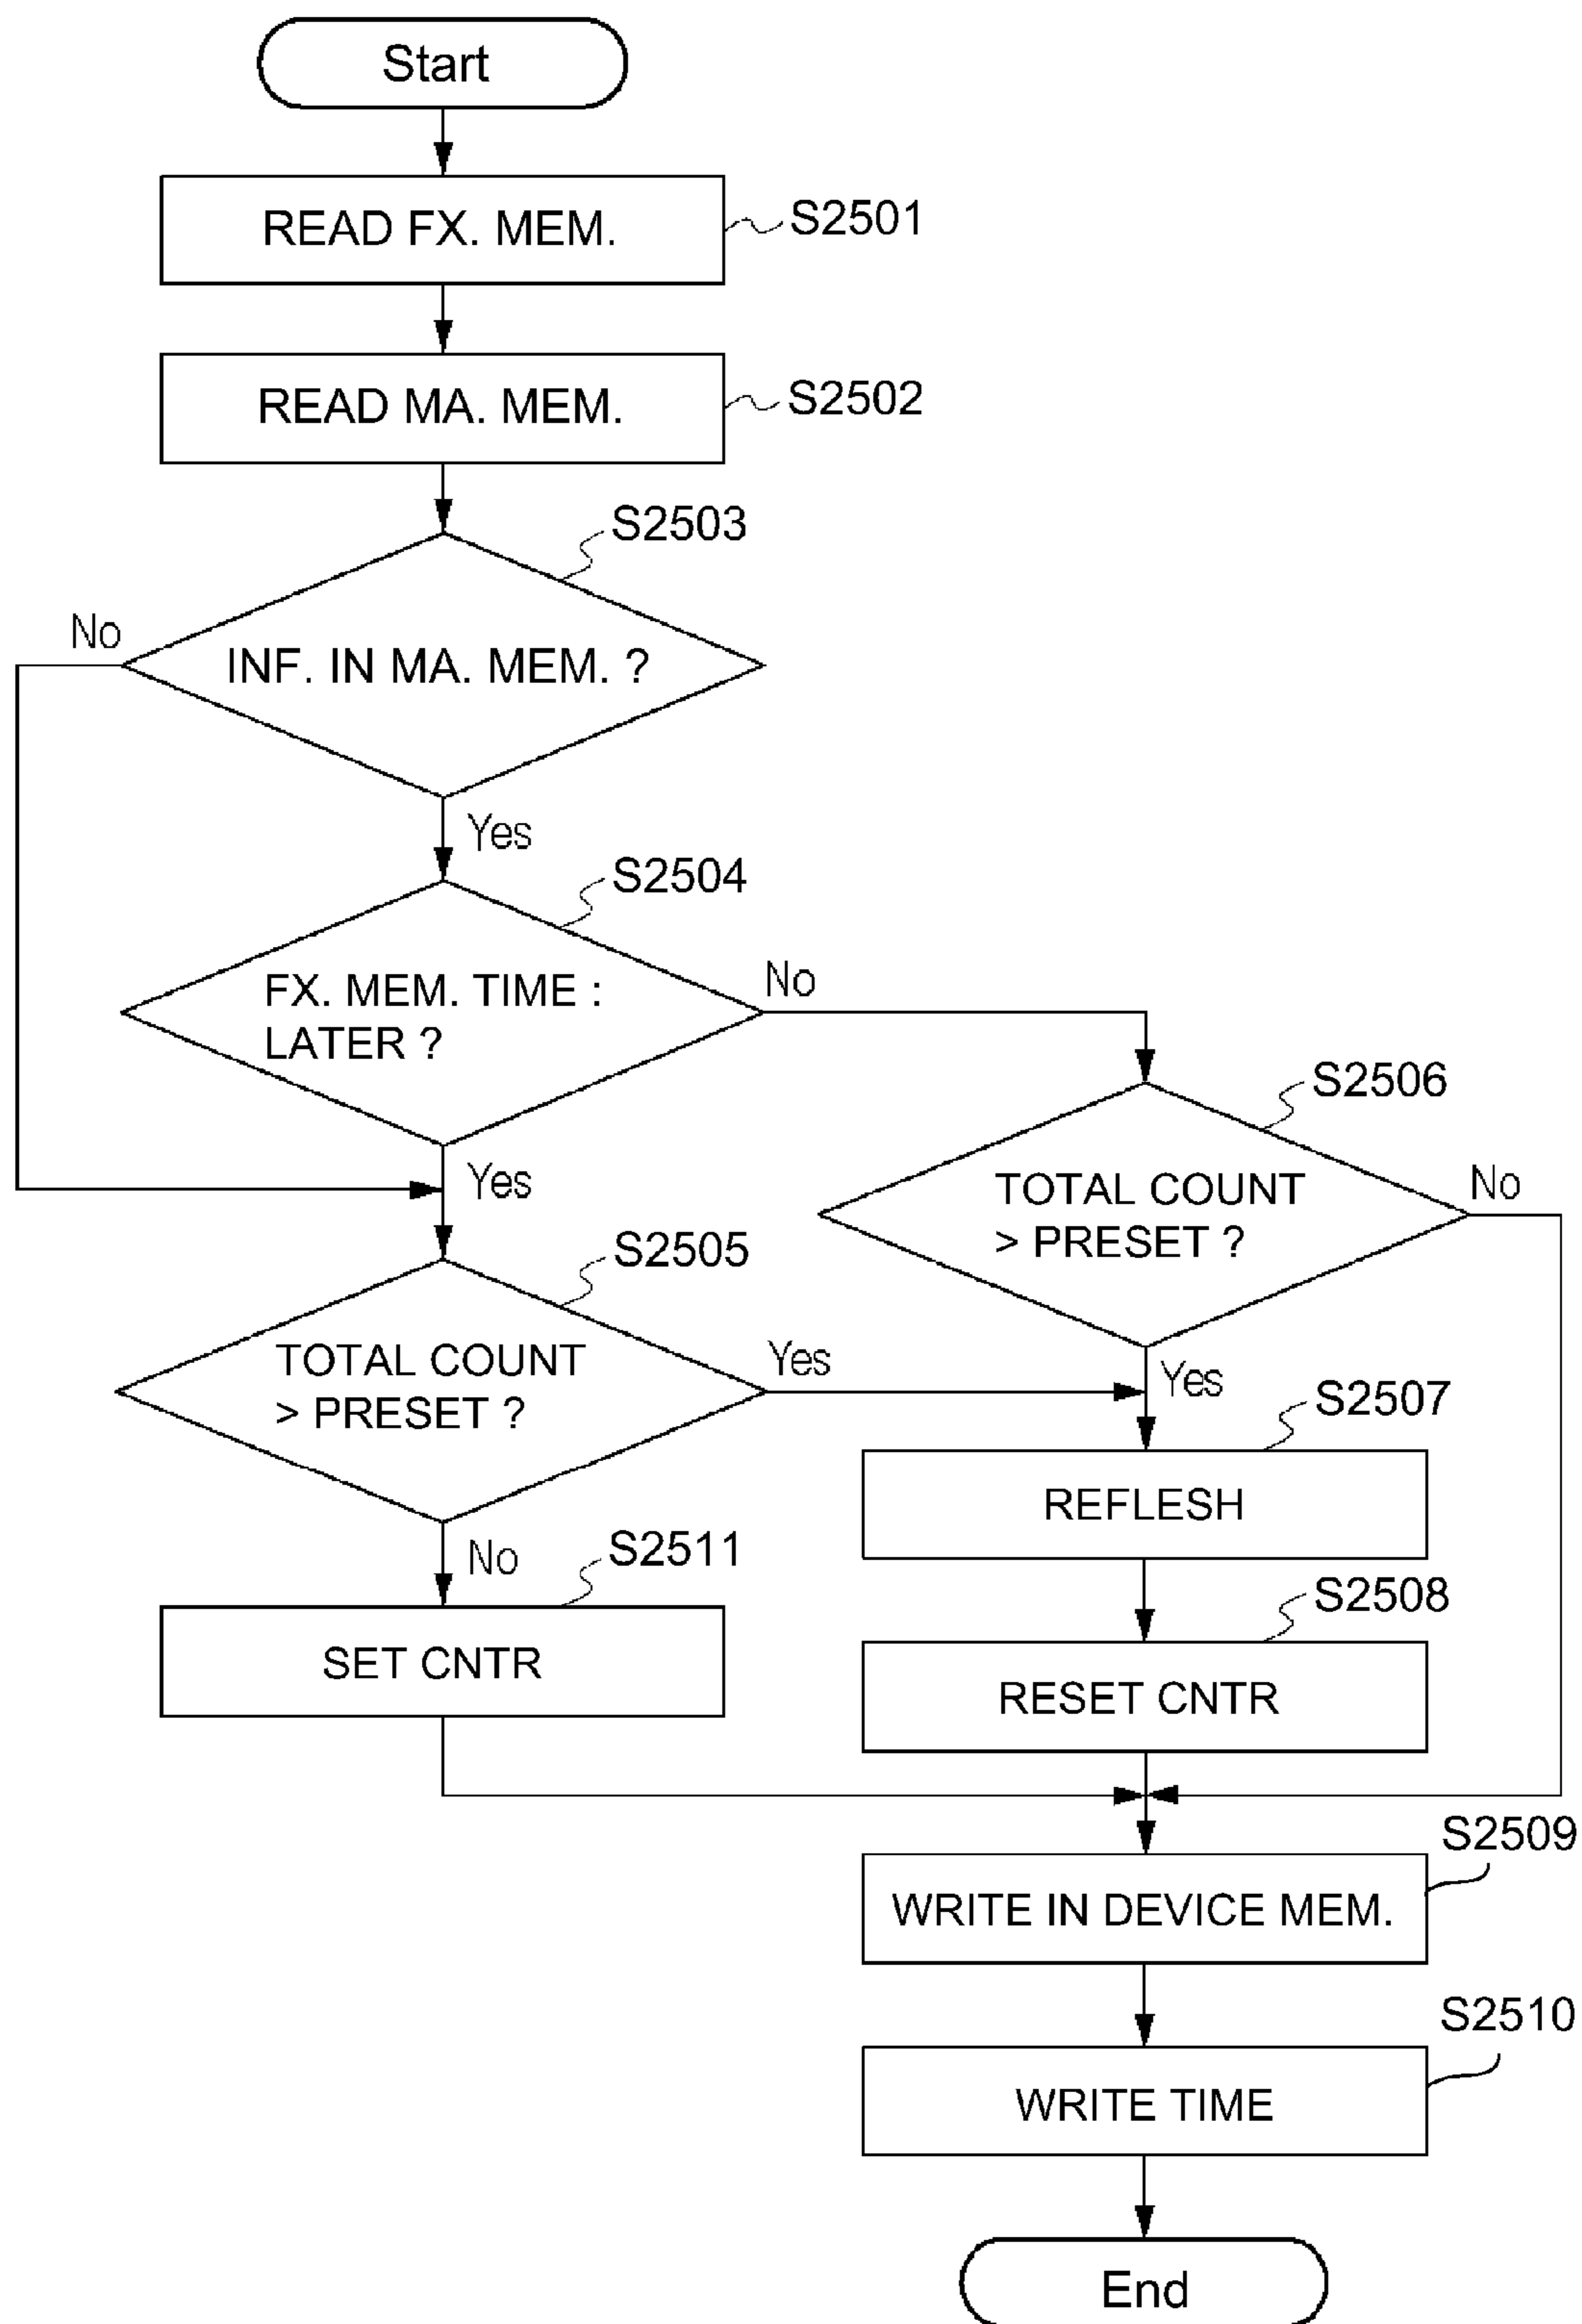 Start
READ FX. MEM.
S2501
READ MA. MEM.
S2502
S2503
No
INF. IN MA. MEM. ?
Yes
S2504
FX. MEM. TIME :
LATER ?
No
S2506
TOTAL COUNT
> PRESET ?
No
Yes
S2505
TOTAL COUNT
> PRESET ?
Yes
Yes
S2507
REFLESH
No
S2511
SET CNTR
S2508
RESET CNTR
S2509
WRITE IN DEVICE MEM.
S2510
WRITE TIME
End